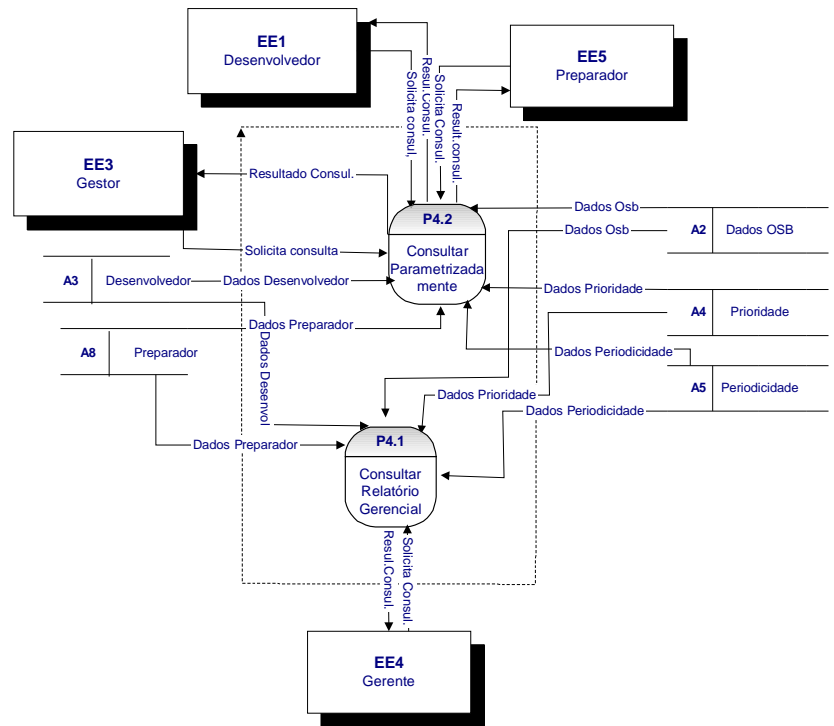 EE1
Desenvolvedor
EE5
Preparador
Solicita consul,
Resul.Consul.
Solicita Consul.
Result.consul.
EE3
Gestor
Resultado Consul.
Solicita consulta
P4.2
Consultar
Parametrizada
mente
Dados Osb
Dados Osb
A2
Dados OSB
A3
Desenvolvedor
Dados Desenvolvedor
Dados Prioridade
A4
Prioridade
Dados Preparador
A8
Preparador
Dados Desenvol
Dados Periodicidade
A5
Periodicidade
Dados Prioridade
Dados Periodicidade
Dados Preparador
P4.1
Consultar
Relatório
Gerencial
Resul.Consul.
Solicita Consul.
EE4
Gerente